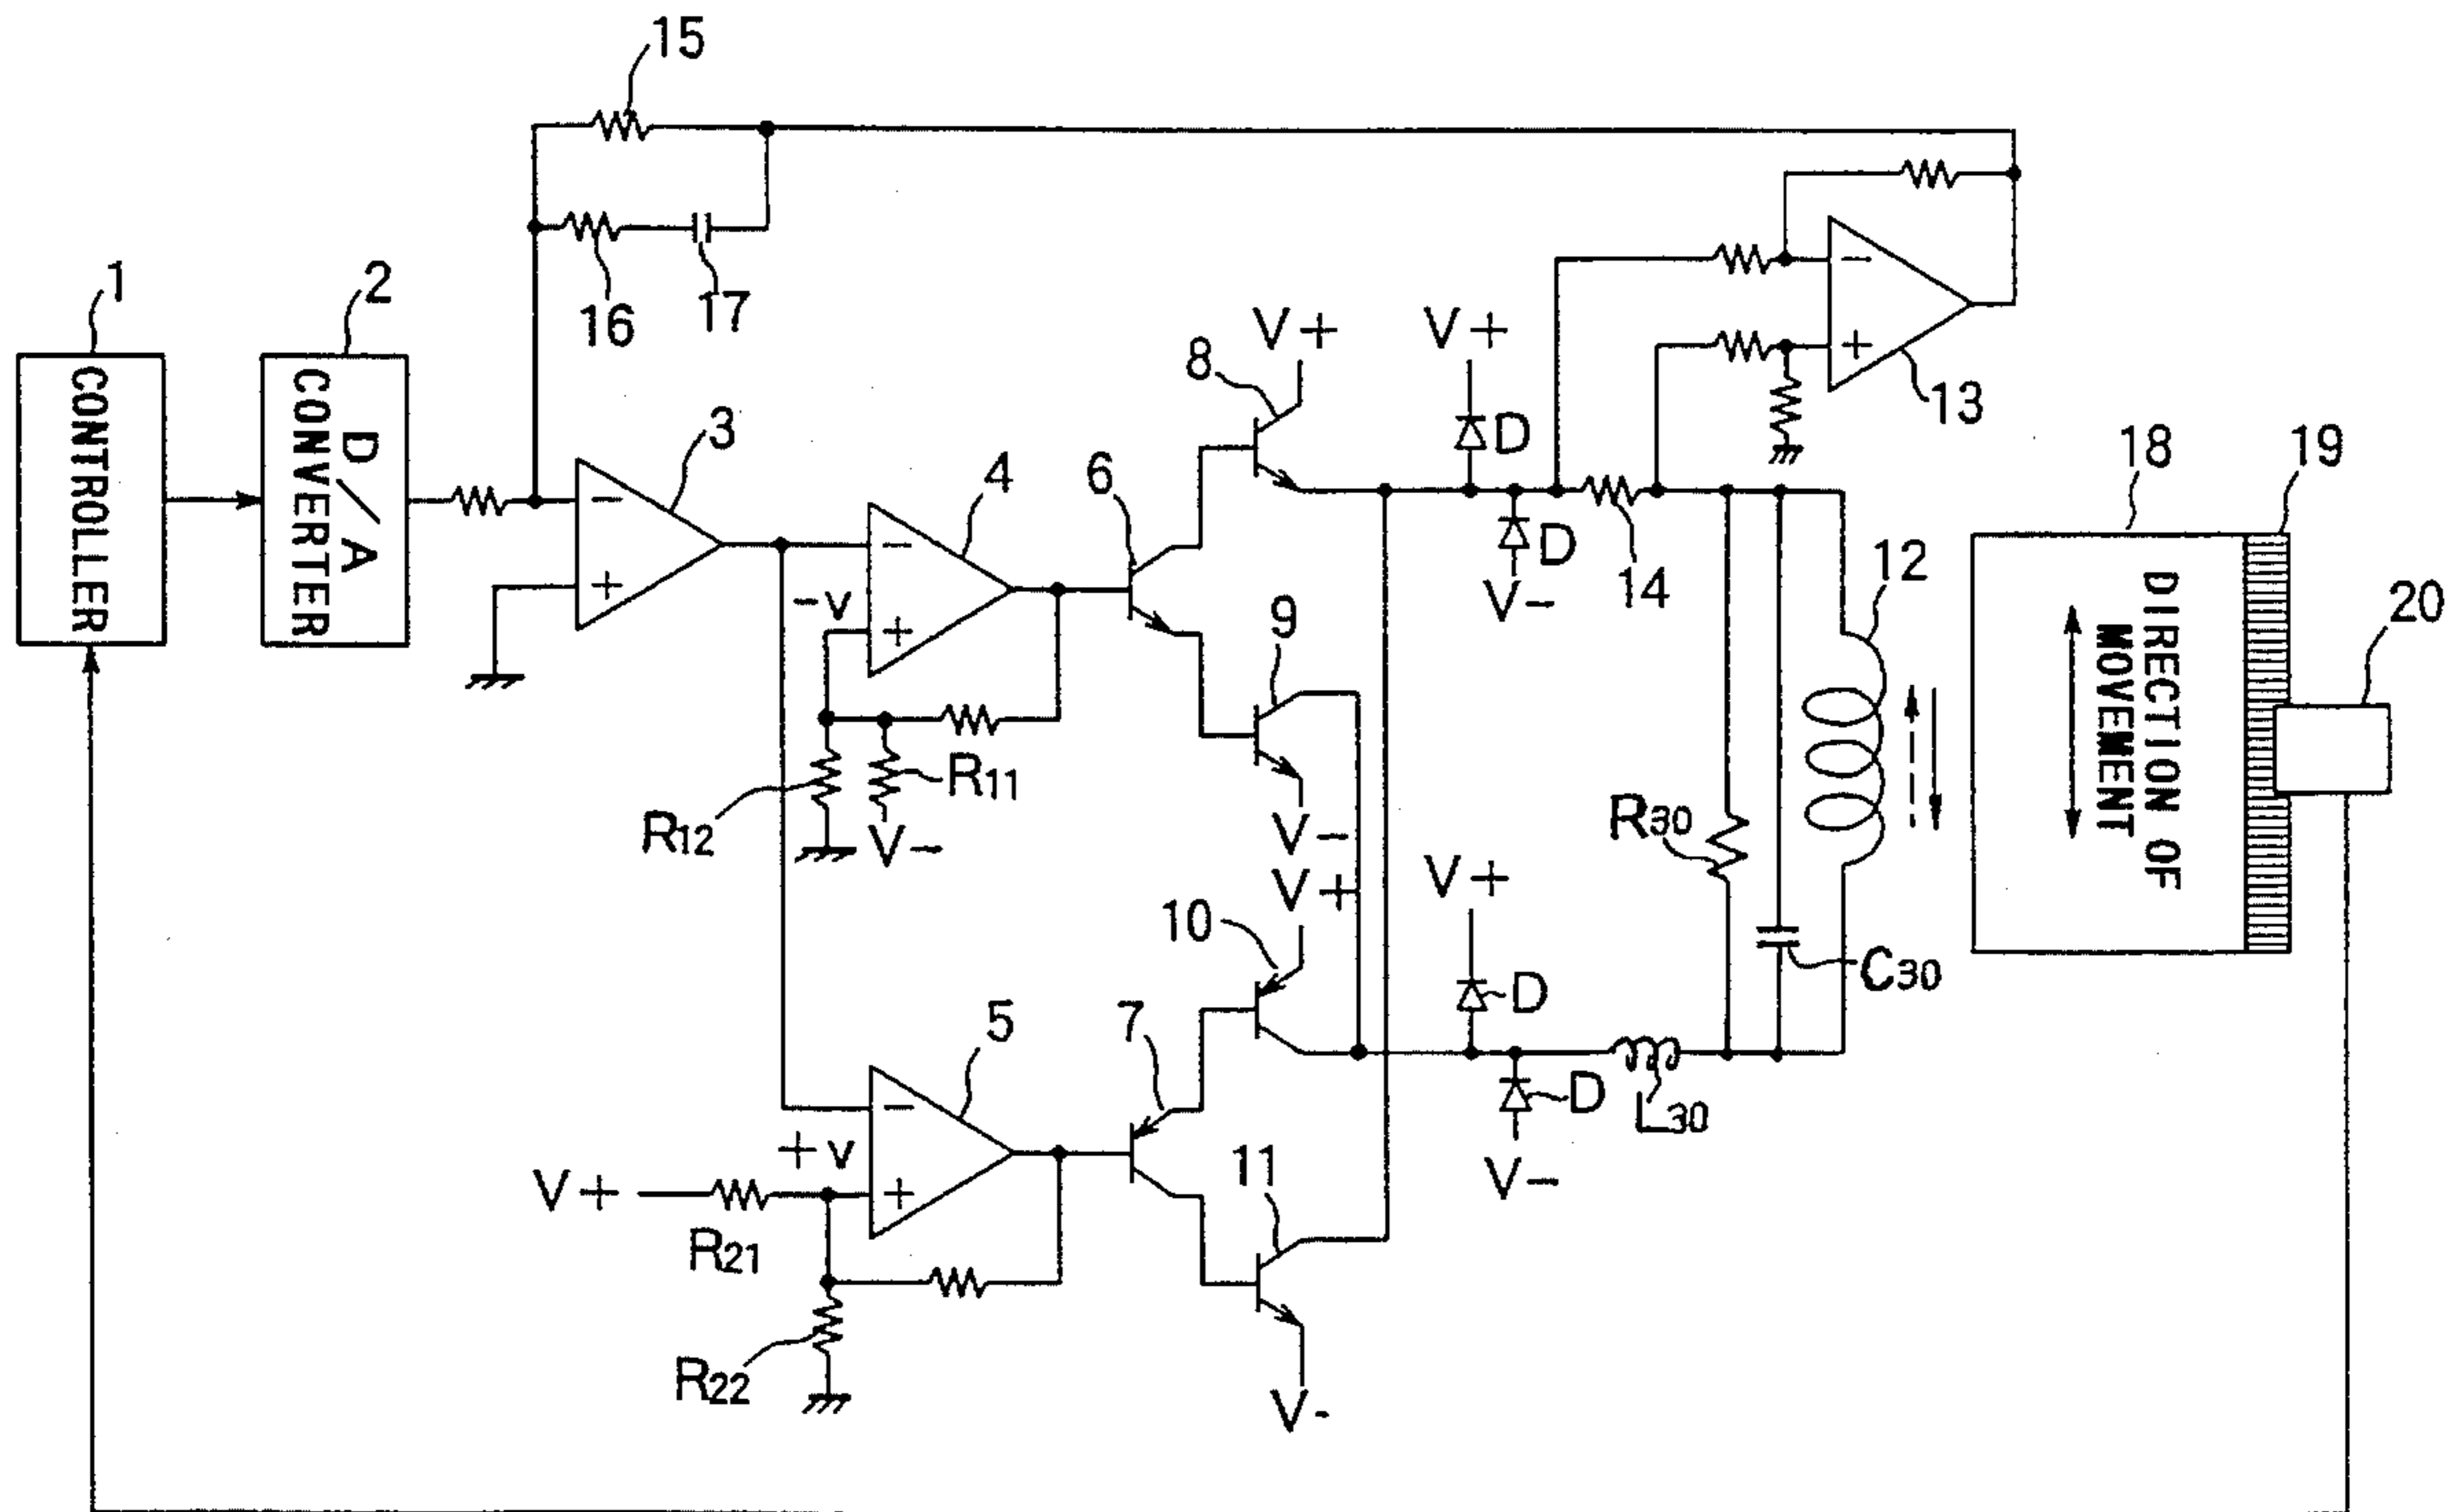 15
16
17
1
CONTROLLER
2
D/A
CONVERTER
3
4
-v
R12
R11
V-
6
8
V+
9
V-
V+
D
D
V-
14
13
18
19
DIRECTION OF
MOVEMENT
20
12
R30
C30
V+
10
V+
D
D
V-
L30
5
+v
V+
R21
R22
7
11
V-